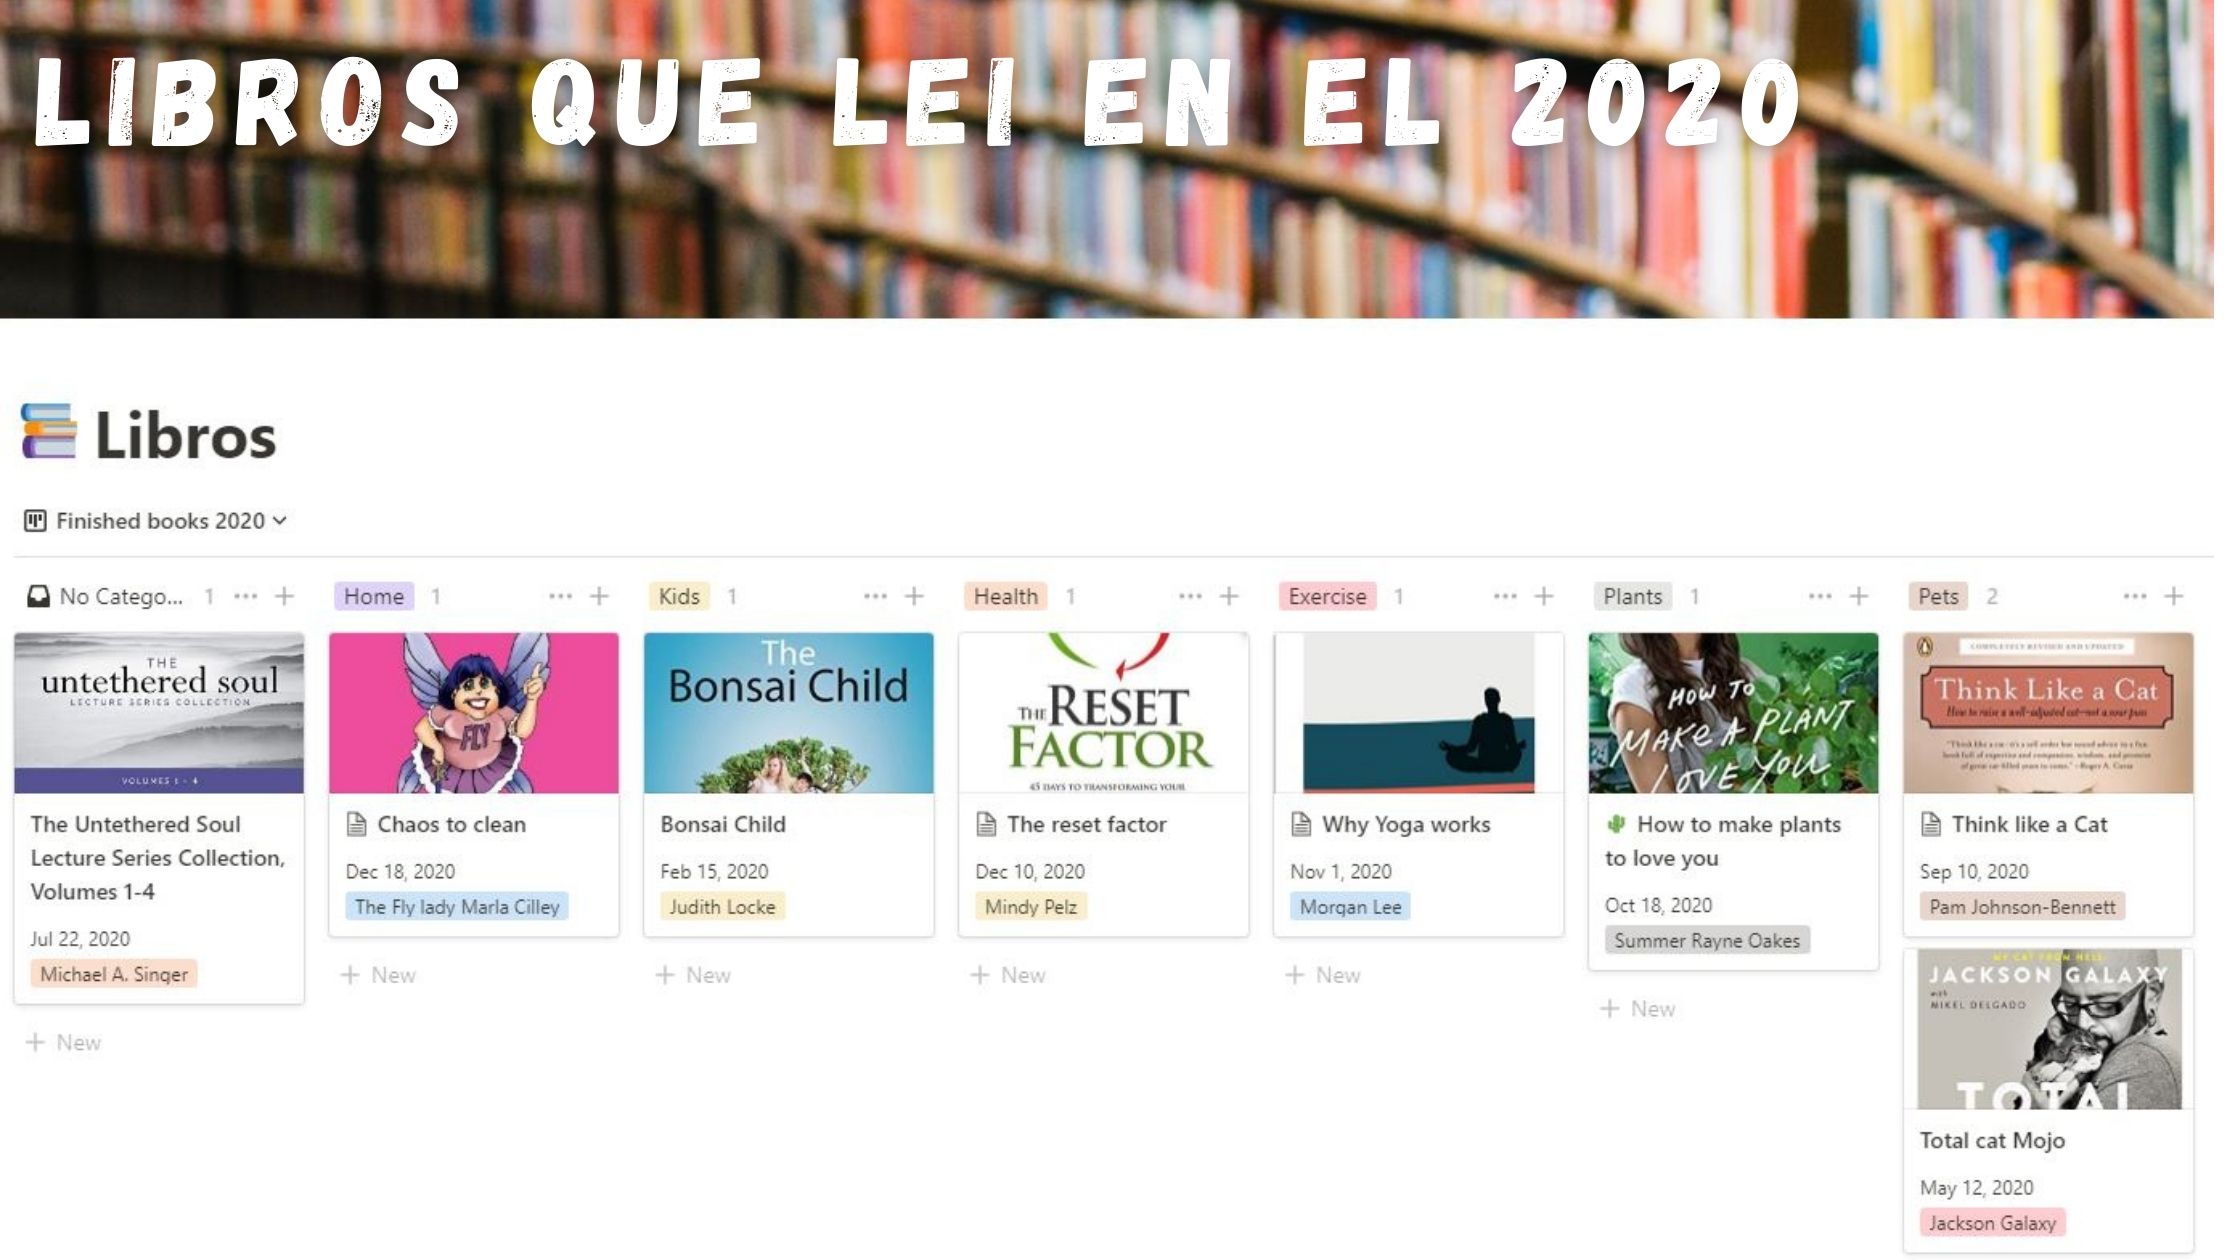 LIBROS QUE LEI EN EL 2020
Libros
Finished books 2020
No Catego... 1
THE
untethered soul
LECTURE SERIES COLLECTION
VOLUMES 1 - 4
The Untethered Soul
Lecture Series Collection,
Volumes 1-4
Jul 22, 2020
Michael A. Singer
+ New
Home 1
FLY
Chaos to clean
Dec 18, 2020
The Fly lady Marla Cilley
+ New
Kids 1
The
Bonsai Child
Bonsai Child
Feb 15, 2020
Judith Locke
+ New
Health 1
THE RESET
FACTOR
45 DAYS TO TRANSFORMING YOUR
The reset factor
Dec 10, 2020
Mindy Pelz
+ New
Exercise 1
Why Yoga works
Nov 1, 2020
Morgan Lee
+ New
Plants 1
HOW TO
MAKE A PLANT
LOVE YOU
How to make plants
to love you
Oct 18, 2020
Summer Rayne Oakes
+ New
Pets 2
COMPLETELY REVISED AND UPDATED
Think Like a Cat
How to raise a well-adjusted cat—not a sour puss
Think like a Cat
Sep 10, 2020
Pam Johnson-Bennett
MY CAT FROM HELL
JACKSON GALAXY
with
MIKEL DELGADO
TOTAL
Total cat Mojo
May 12, 2020
Jackson Galaxy